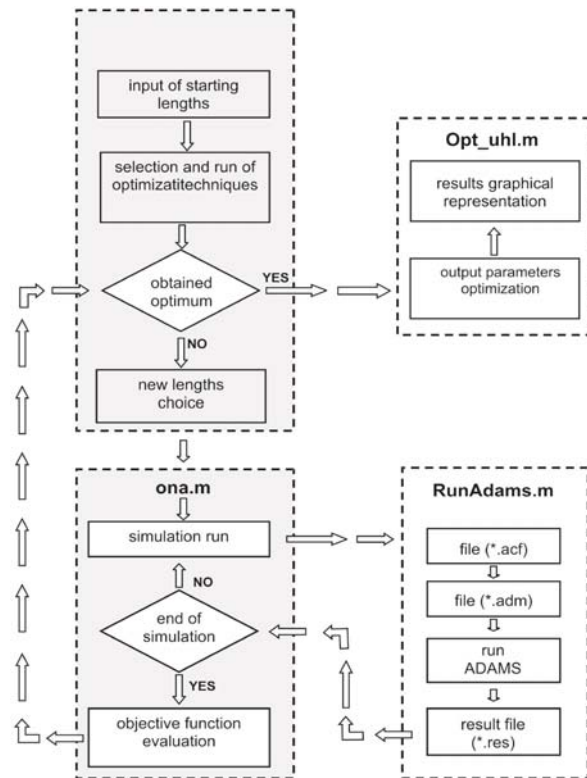 input of starting
lengths
selection and run of
optimizatitechniques
obtained
optimum
YES
NO
new lengths
choice
Opt_uhl.m
results graphical
representation
output parameters
optimization
ona.m
simulation run
NO
end of
simulation
YES
objective function
evaluation
RunAdams.m
file (*.acf)
file (*.adm)
run
ADAMS
result file
(*.res)